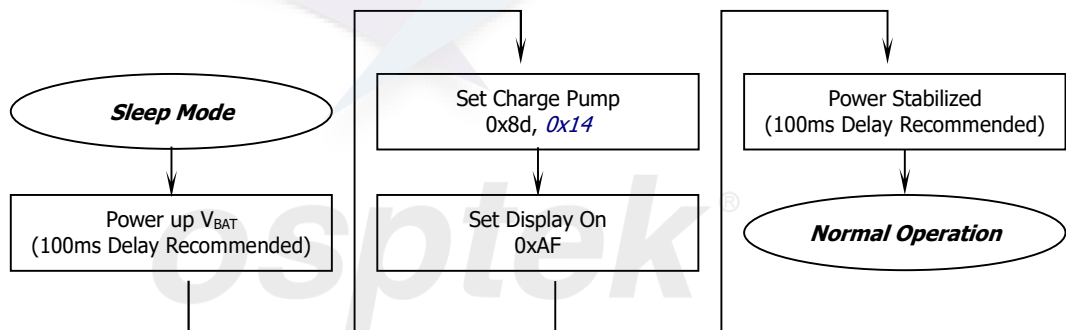 Sleep Mode
Power up VBAT
(100ms Delay Recommended)
Set Charge Pump
0x8d, 0x14
Set Display On
0xAF
Power Stabilized
(100ms Delay Recommended)
Normal Operation
osptek®